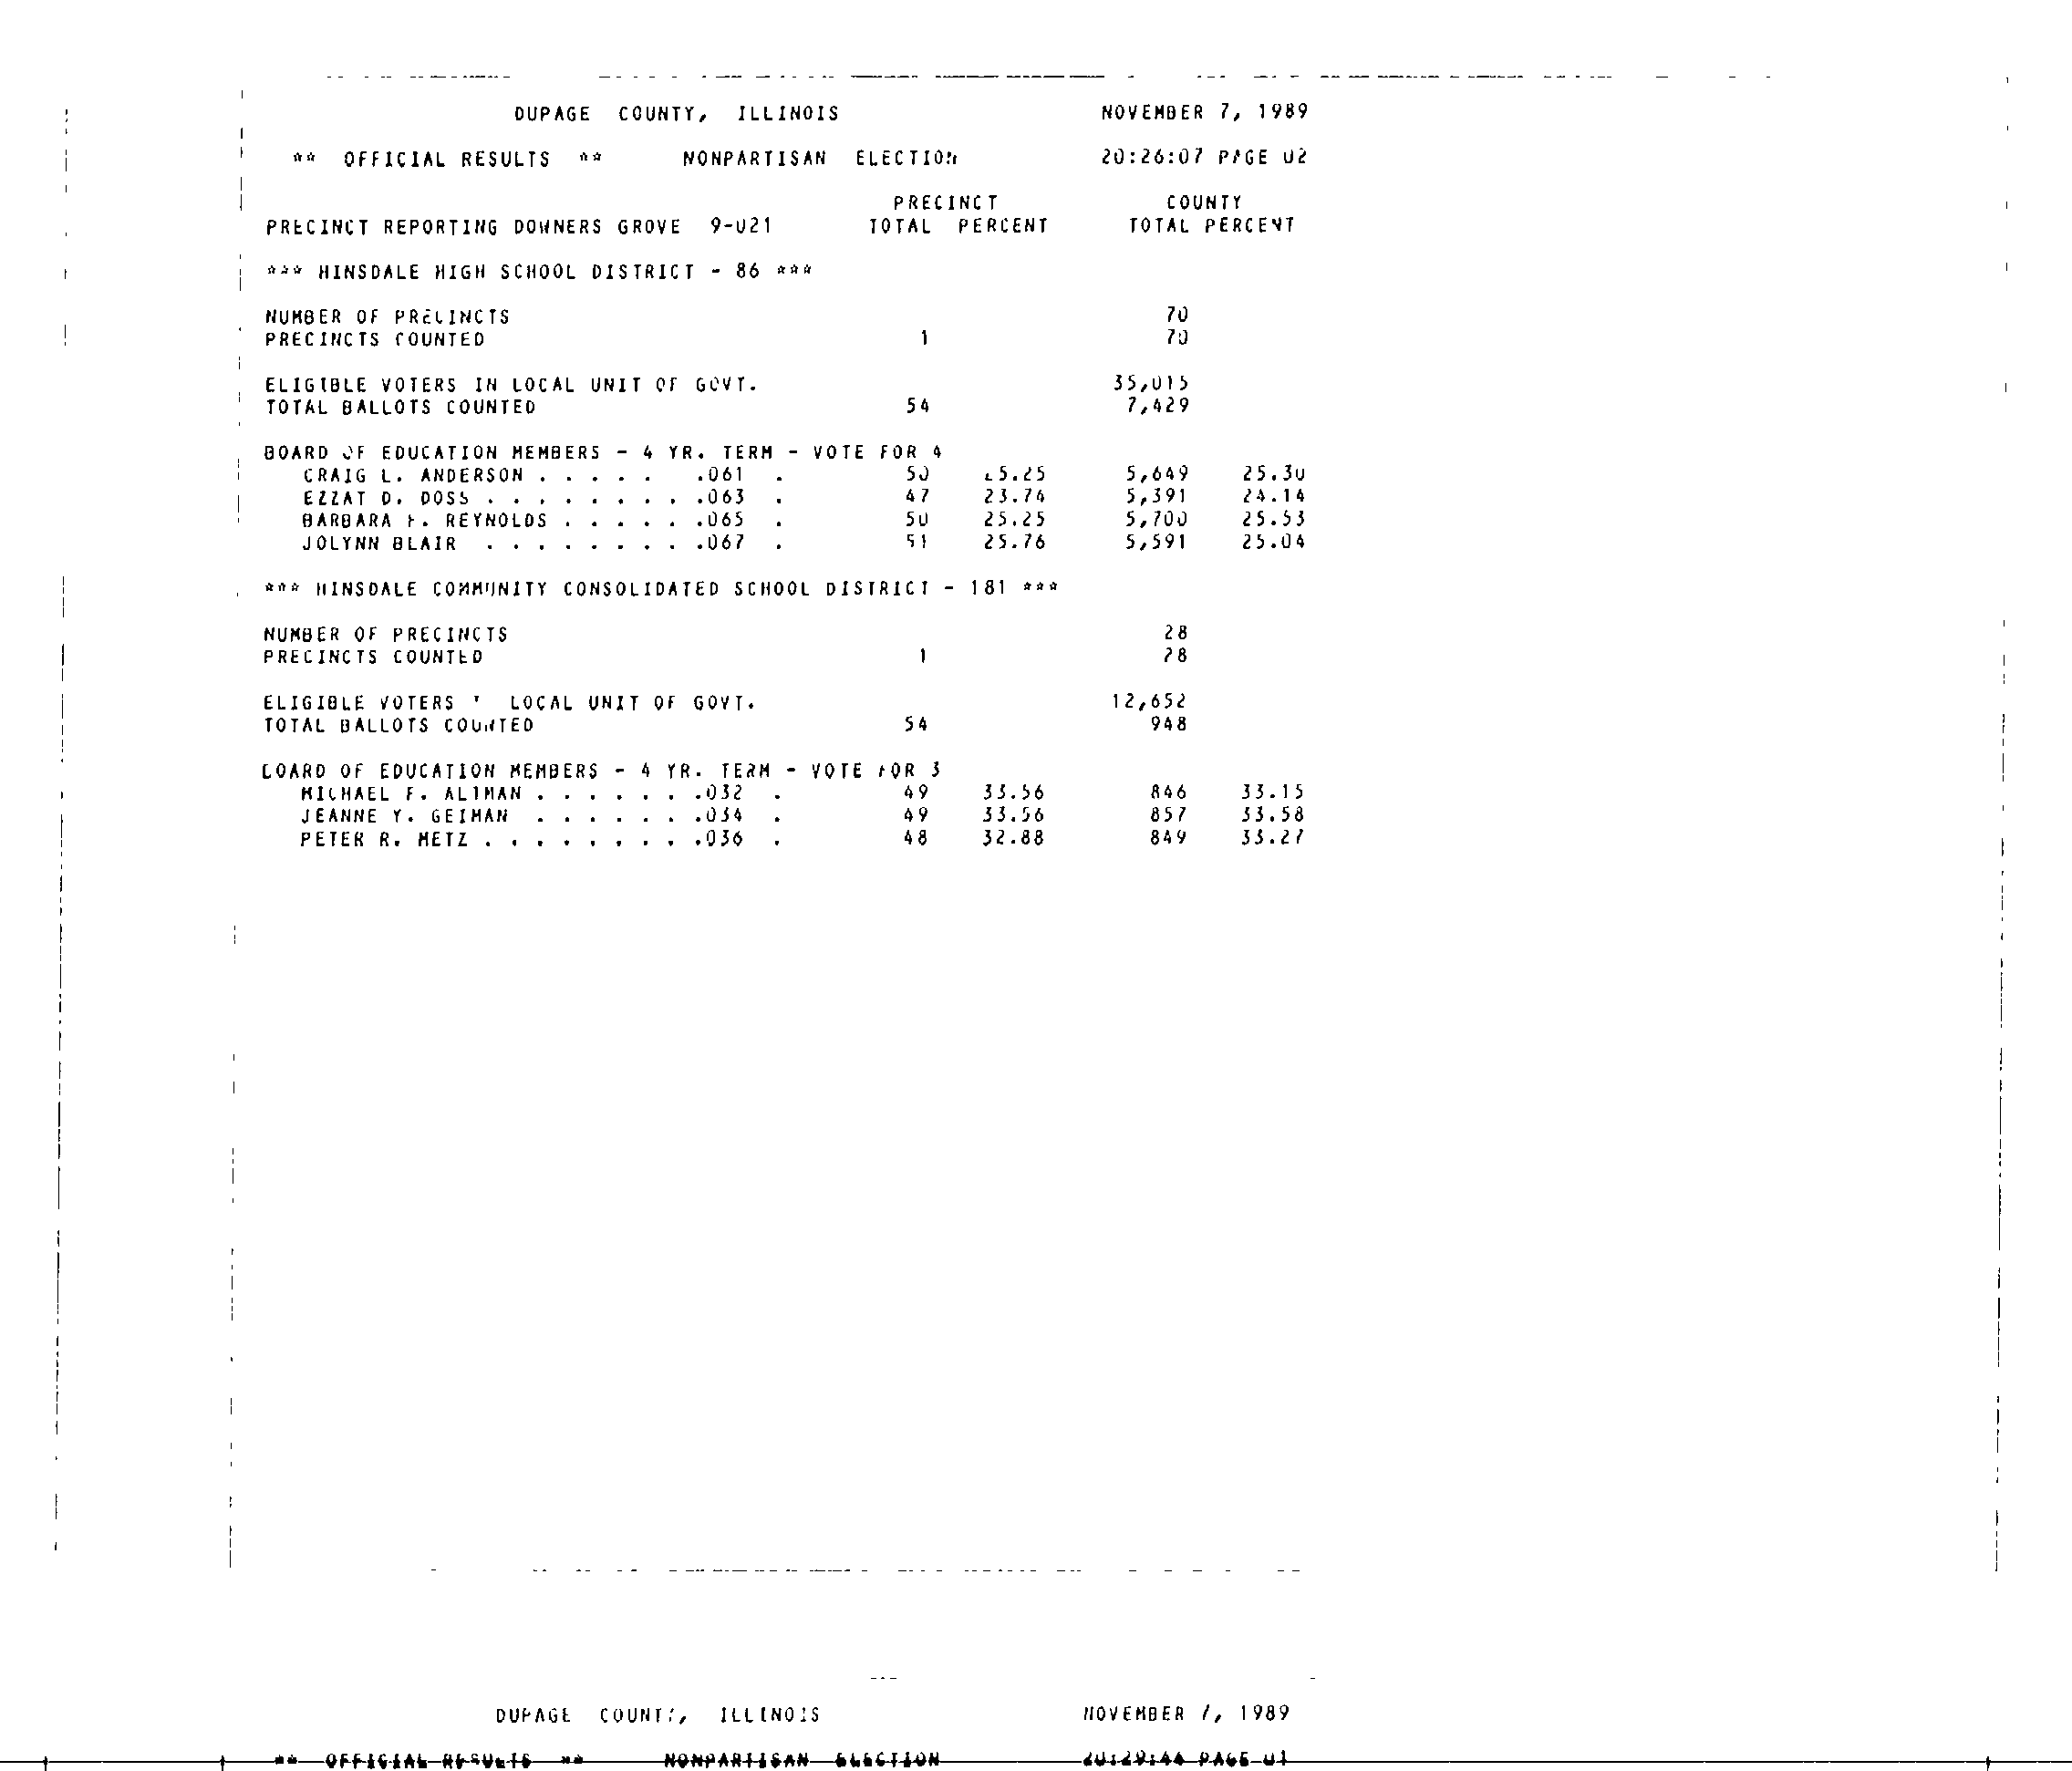 DUPAGE COUNTY, ILLINOIS NOVEMBER 7, 1989
** OFFICIAL RESULTS ** NONPARTISAN ELECTION 20:26:07 PAGE 02
PRECINCT COUNTY
PRECINCT REPORTING DOWNERS GROVE 9-021 TOTAL PERCENT TOTAL PERCENT
*** HINSDALE HIGH SCHOOL DISTRICT - 86 ***
NUMBER OF PRECINCTS 70
PRECINCTS COUNTED 1 70
ELIGIBLE VOTERS IN LOCAL UNIT OF GOVT. 35,015
TOTAL BALLOTS COUNTED 54 7,429
BOARD OF EDUCATION MEMBERS - 4 YR. TERM - VOTE FOR 4
CRAIG L. ANDERSON . . . . . .061 . 50 25.25 5,649 25.30
EZZAT D. DOSS . . . . . . . . .063 . 47 23.74 5,391 24.14
BARBARA REYNOLDS . . . . . .065 . 50 25.25 5,700 25.53
JOLYNN BLAIR . . . . . . . . .067 . 51 25.76 5,591 25.04
*** HINSDALE COMMUNITY CONSOLIDATED SCHOOL DISTRICT - 181 ***
NUMBER OF PRECINCTS 28
PRECINCTS COUNTED 1 28
ELIGIBLE VOTERS LOCAL UNIT OF GOVT. 12,652
TOTAL BALLOTS COUNTED 54 948
BOARD OF EDUCATION MEMBERS - 4 YR. TERM - VOTE FOR 3
MICHAEL F. ALTMAN . . . . . . .032 . 49 33.56 846 33.15
JEANNE Y. GEIMAN . . . . . . .034 . 49 33.56 857 33.58
PETER R. METZ . . . . . . . . .036 . 48 32.88 849 33.27
DUPAGE COUNTY, ILLINOIS NOVEMBER 7, 1989
** OFFICIAL RESULTS ** NONPARTISAN ELECTION 20:29:44 PAGE 01